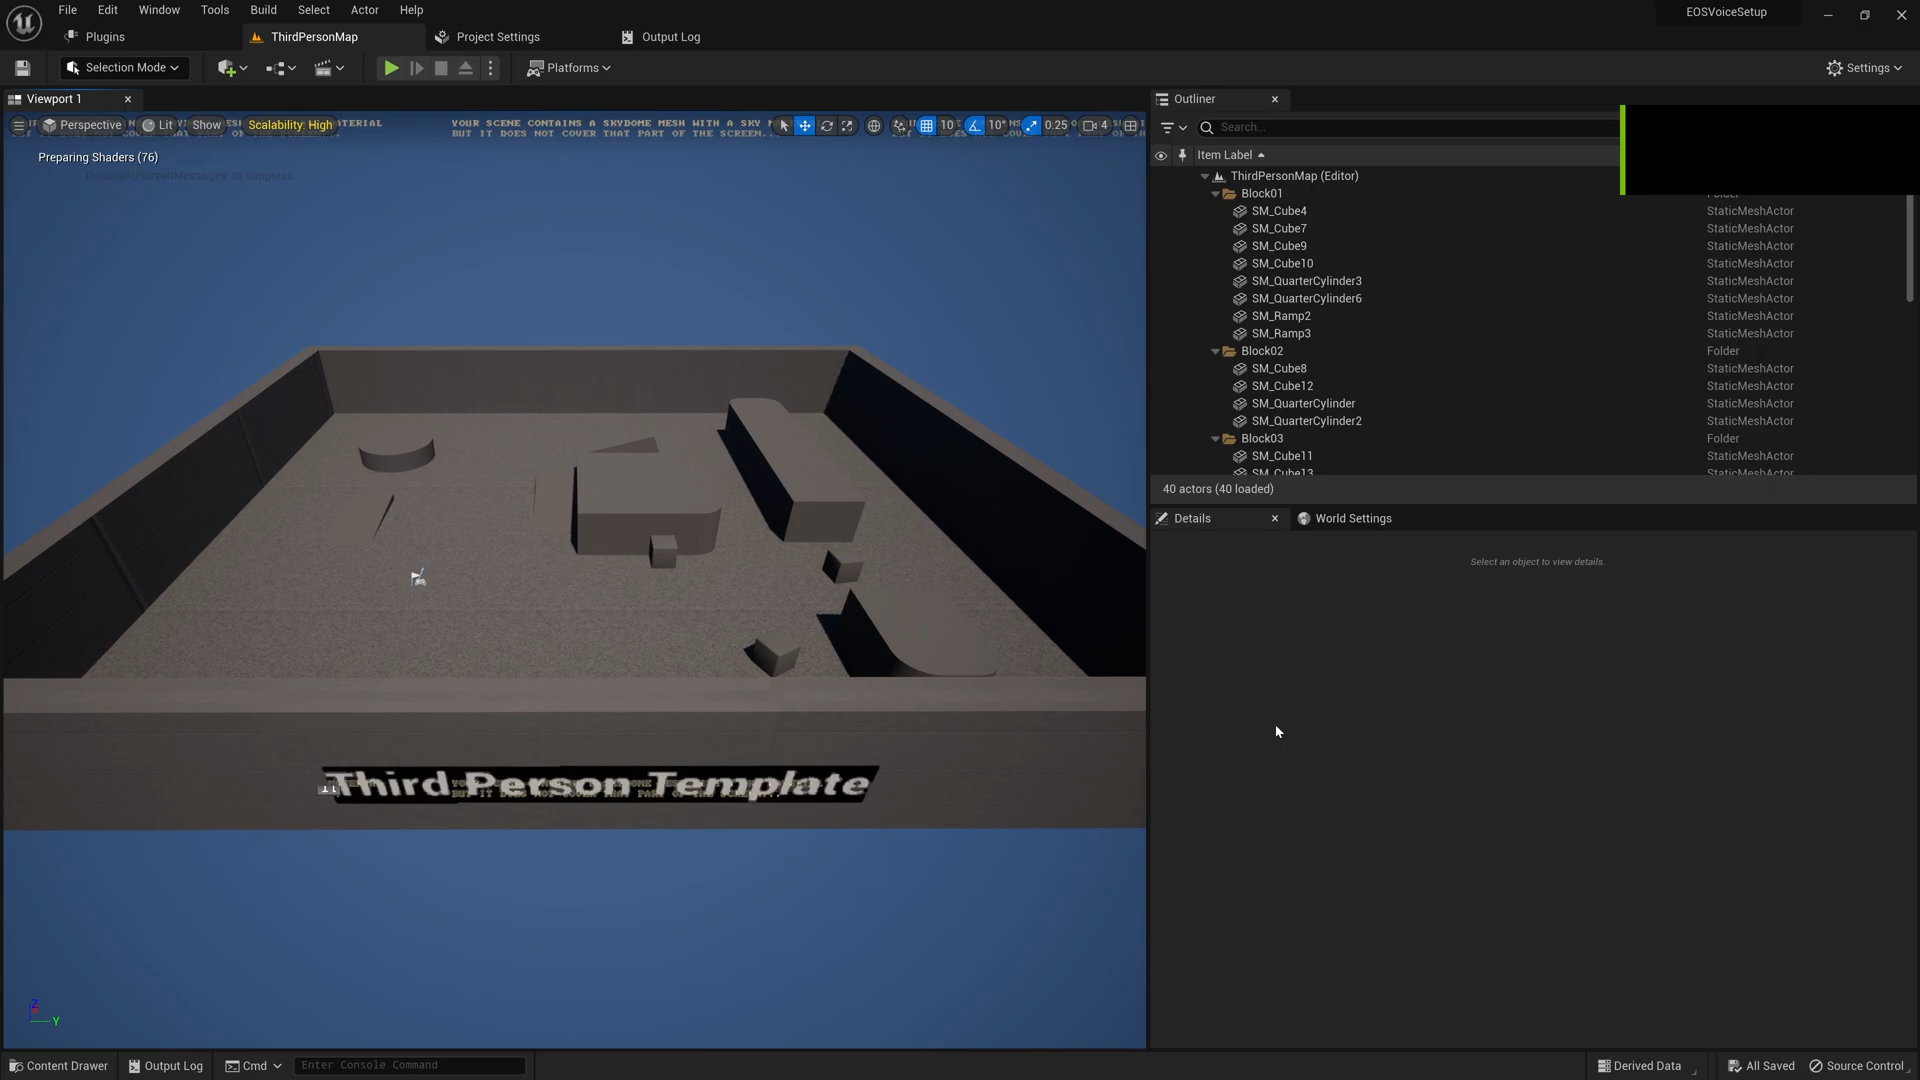 File Edit Window Tools Build Select Actor Help
EOSVoiceSetup
Plugins
ThirdPersonMap
Project Settings
Output Log
Selection Mode
Platforms
Settings
Viewport 1
Perspective
Lit
Show
Scalability: High
YOUR SCENE CONTAINS A SKYDOME MESH WITH A SKY
BUT IT DOES NOT COVER THAT PART OF THE SCREEN..
10
10°
0.25
4
Preparing Shaders (76)
to suppress
Third Person Template
Z
Y
Outliner
Search...
Item Label
ThirdPersonMap (Editor)
Block01 Folder
SM_Cube4 StaticMeshActor
SM_Cube7 StaticMeshActor
SM_Cube9 StaticMeshActor
SM_Cube10 StaticMeshActor
SM_QuarterCylinder3 StaticMeshActor
SM_QuarterCylinder6 StaticMeshActor
SM_Ramp2 StaticMeshActor
SM_Ramp3 StaticMeshActor
Block02 Folder
SM_Cube8 StaticMeshActor
SM_Cube12 StaticMeshActor
SM_QuarterCylinder StaticMeshActor
SM_QuarterCylinder2 StaticMeshActor
Block03 Folder
SM_Cube11 StaticMeshActor
SM_Cube13 StaticMeshActor
40 actors (40 loaded)
Details
World Settings
Select an object to view details.
Content Drawer
Output Log
Cmd
Enter Console Command
Derived Data
All Saved
Source Control